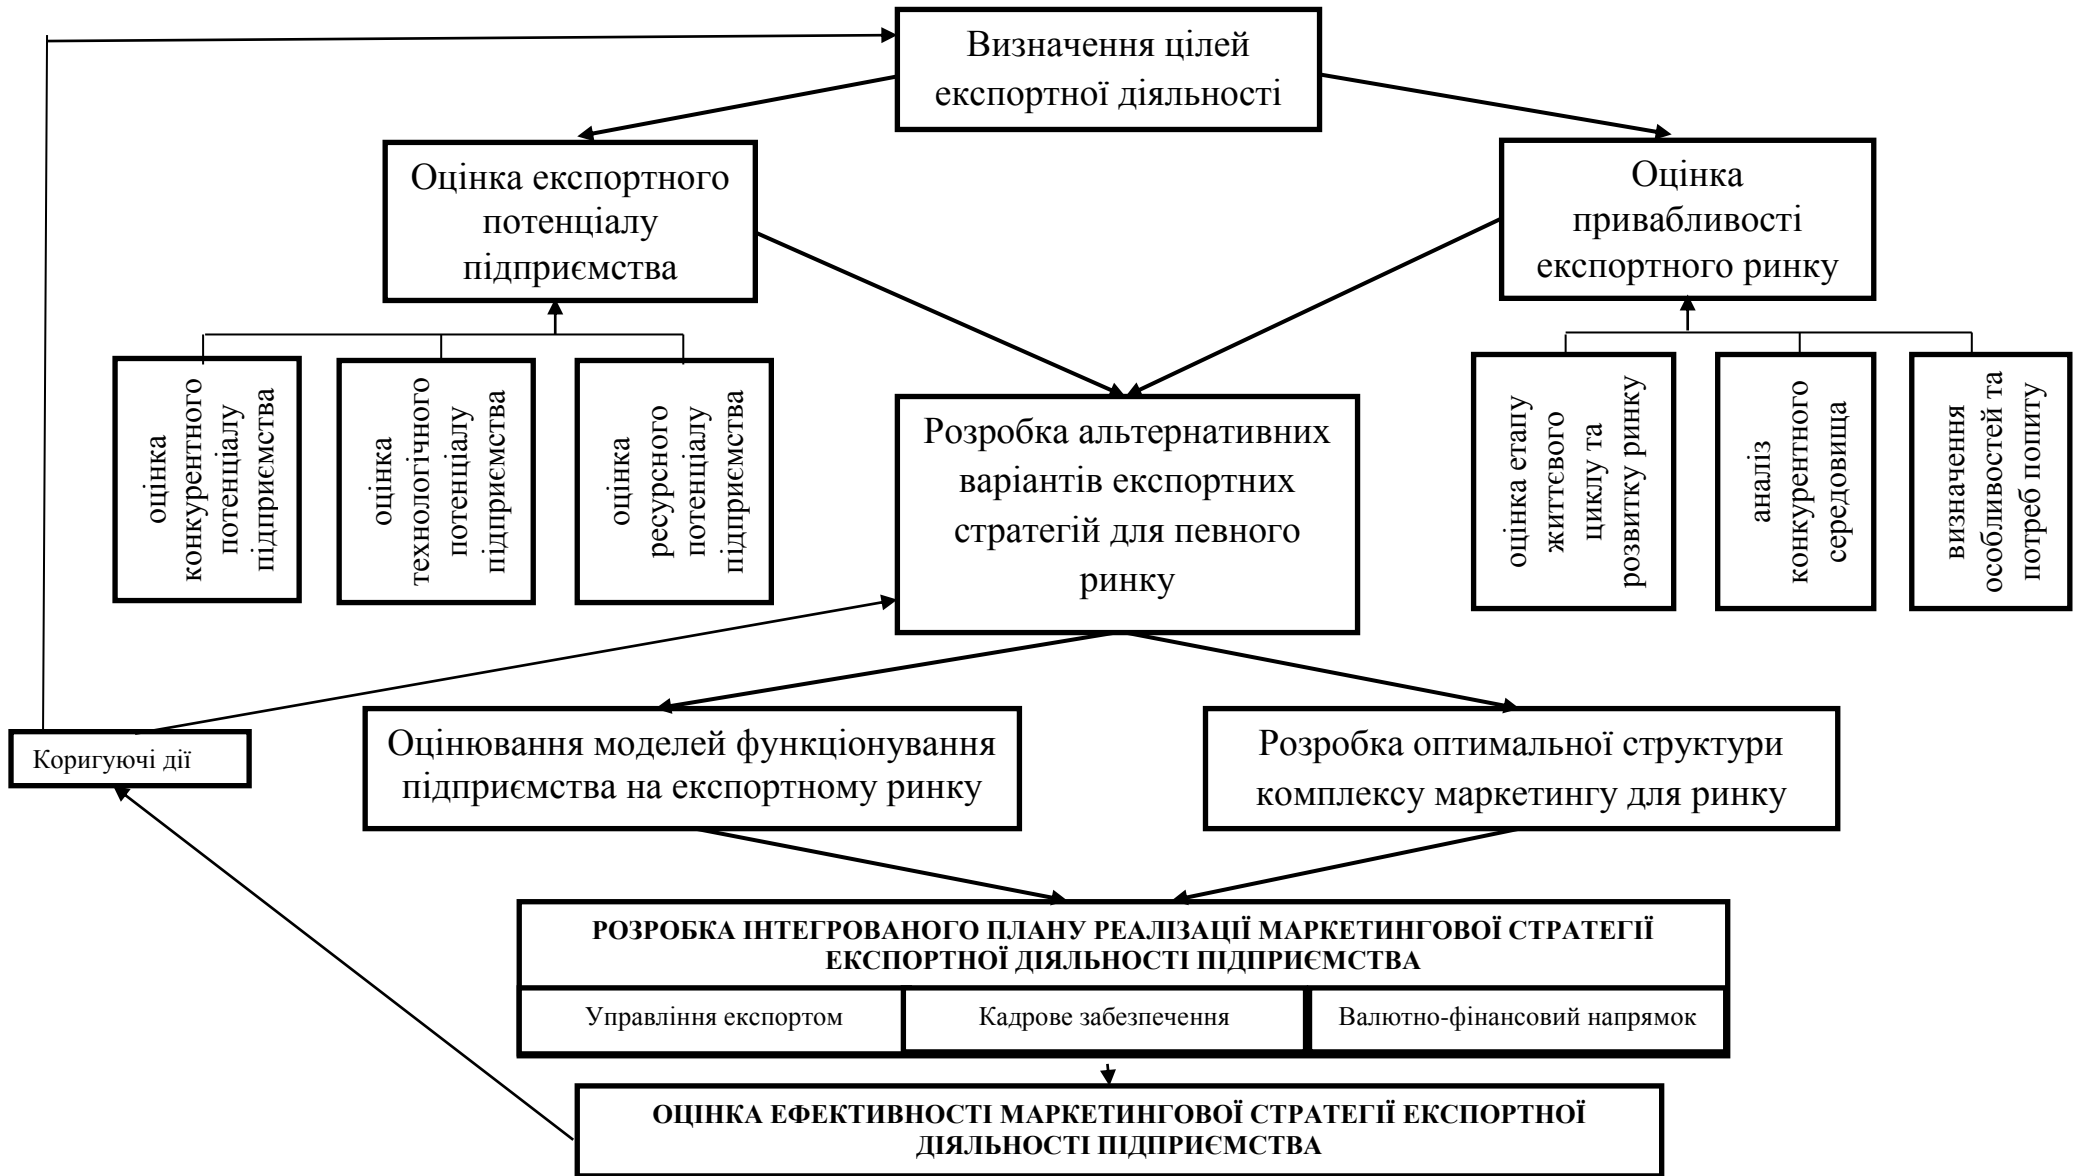 Визначення цілей
експортної діяльності
Оцінка експортного
потенціалу
підприємства
Оцінка
привабливості
експортного ринку
оцінка
конкурентного
потенціалу
підприємства
оцінка
технологічного
потенціалу
підприємства
оцінка
ресурсного
потенціалу
підприємства
Розробка альтернативних
варіантів експортних
стратегій для певного
ринку
оцінка етапу
життєвого
циклу та
розвитку ринку
аналіз
конкурентного
середовища
визначення
особливостей та
потреб попиту
Коригуючі дії
Оцінювання моделей функціонування
підприємства на експортному ринку
Розробка оптимальної структури
комплексу маркетингу для ринку
РОЗРОБКА ІНТЕГРОВАНОГО ПЛАНУ РЕАЛІЗАЦІЇ МАРКЕТИНГОВОЇ СТРАТЕГІЇ
ЕКСПОРТНОЇ ДІЯЛЬНОСТІ ПІДПРИЄМСТВА
Управління експортом
Кадрове забезпечення
Валютно-фінансовий напрямок
ОЦІНКА ЕФЕКТИВНОСТІ МАРКЕТИНГОВОЇ СТРАТЕГІЇ ЕКСПОРТНОЇ
ДІЯЛЬНОСТІ ПІДПРИЄМСТВА